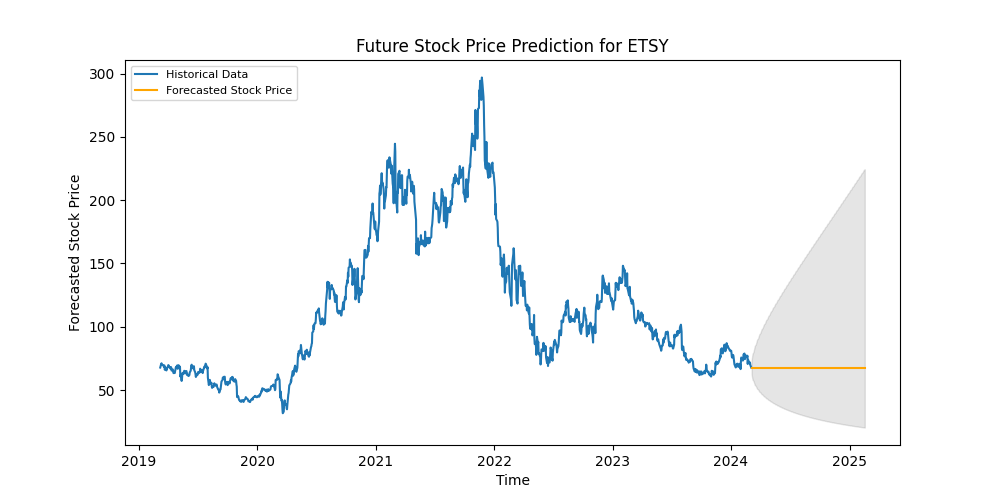 Future Stock Price Prediction for ETSY
Historical Data
Forecasted Stock Price
Forecasted Stock Price
300
250
200
150
100
50
2019
2020
2021
2022
2023
2024
2025
Time